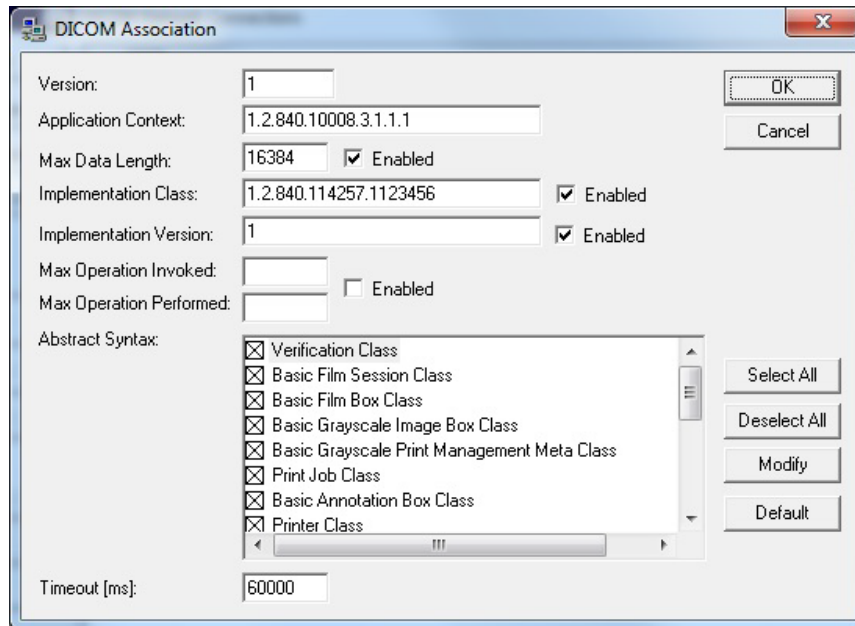 DICOM Association
Version: 1
OK
Application Context: 1.2.840.10008.3.1.1.1
Cancel
Max Data Length: 16384 Enabled
Implementation Class: 1.2.840.114257.1123456 Enabled
Implementation Version: 1 Enabled
Max Operation Invoked:
Enabled
Max Operation Performed:
Abstract Syntax:
Verification Class
Basic Film Session Class
Basic Film Box Class
Basic Grayscale Image Box Class
Basic Grayscale Print Management Meta Class
Print Job Class
Basic Annotation Box Class
Printer Class
Select All
Deselect All
Modify
Default
Timeout [ms]: 60000